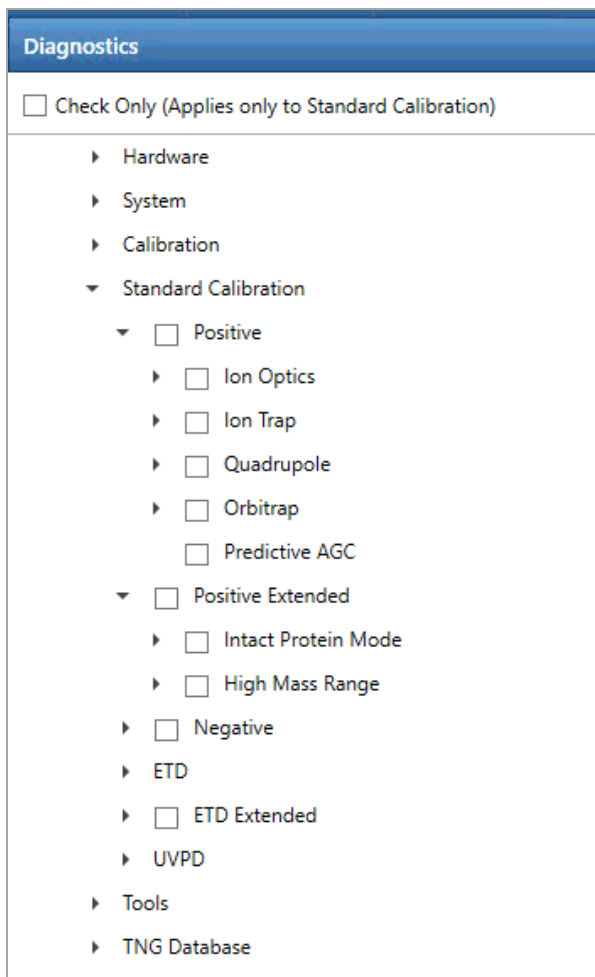 Diagnostics
Check Only (Applies only to Standard Calibration)
Hardware
System
Calibration
Standard Calibration
Positive
Ion Optics
Ion Trap
Quadrupole
Orbitrap
Predictive AGC
Positive Extended
Intact Protein Mode
High Mass Range
Negative
ETD
ETD Extended
UVPD
Tools
TNG Database